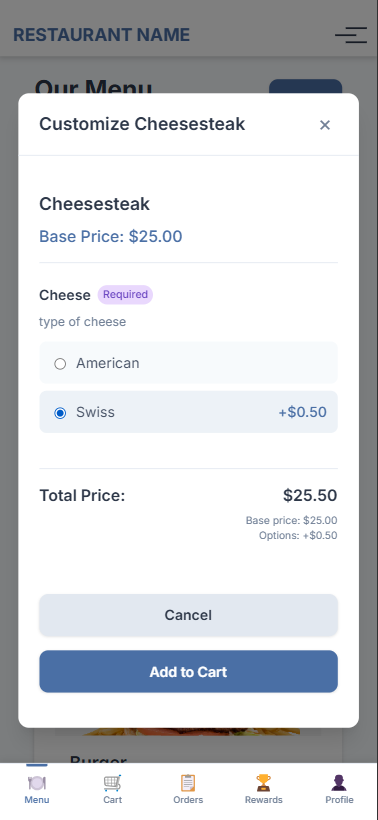 RESTAURANT NAME
Our Menu
Customize Cheesesteak
×
Cheesesteak
Base Price: $25.00
Cheese Required
type of cheese
American
Swiss +$0.50
Total Price: $25.50
Base price: $25.00
Options: +$0.50
Cancel
Add to Cart
Burger
Menu Cart Orders Rewards Profile